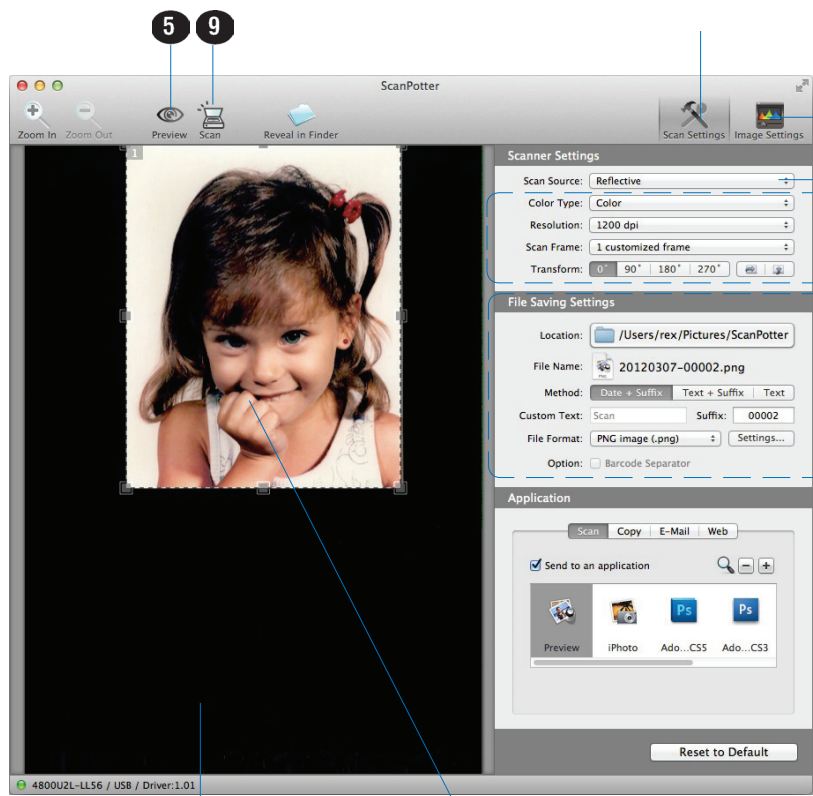 5 9
ScanPotter
Zoom In Zoom Out Preview Scan Reveal in Finder Scan Settings Image Settings
1
Scanner Settings
Scan Source: Reflective
Color Type: Color
Resolution: 1200 dpi
Scan Frame: 1 customized frame
Transform: 0° 90° 180° 270°
File Saving Settings
Location: /Users/rex/Pictures/ScanPotter
File Name: 20120307-00002.png
Method: Date + Suffix Text + Suffix Text
Custom Text: Scan Suffix: 00002
File Format: PNG image (.png) Settings...
Option: Barcode Separator
Application
Scan Copy E-Mail Web
Send to an application
Ps Ps
Preview iPhoto Ado...CS5 Ado...CS3
Reset to Default
4800U2L-LL56 / USB / Driver:1.01